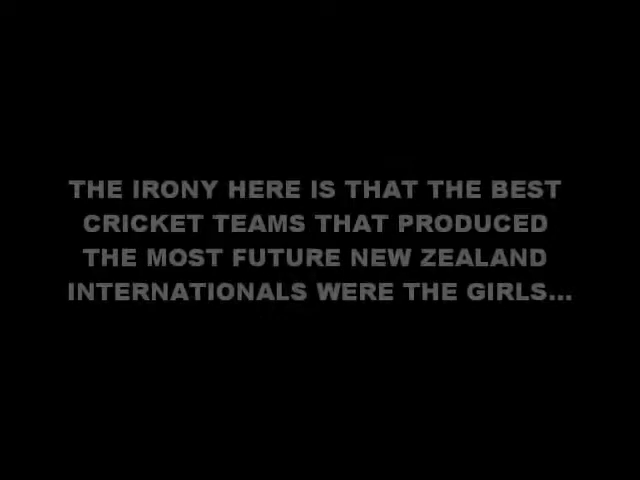 THE IRONY HERE IS THAT THE BEST
CRICKET TEAMS THAT PRODUCED
THE MOST FUTURE NEW ZEALAND
INTERNATIONALS WERE THE GIRLS...